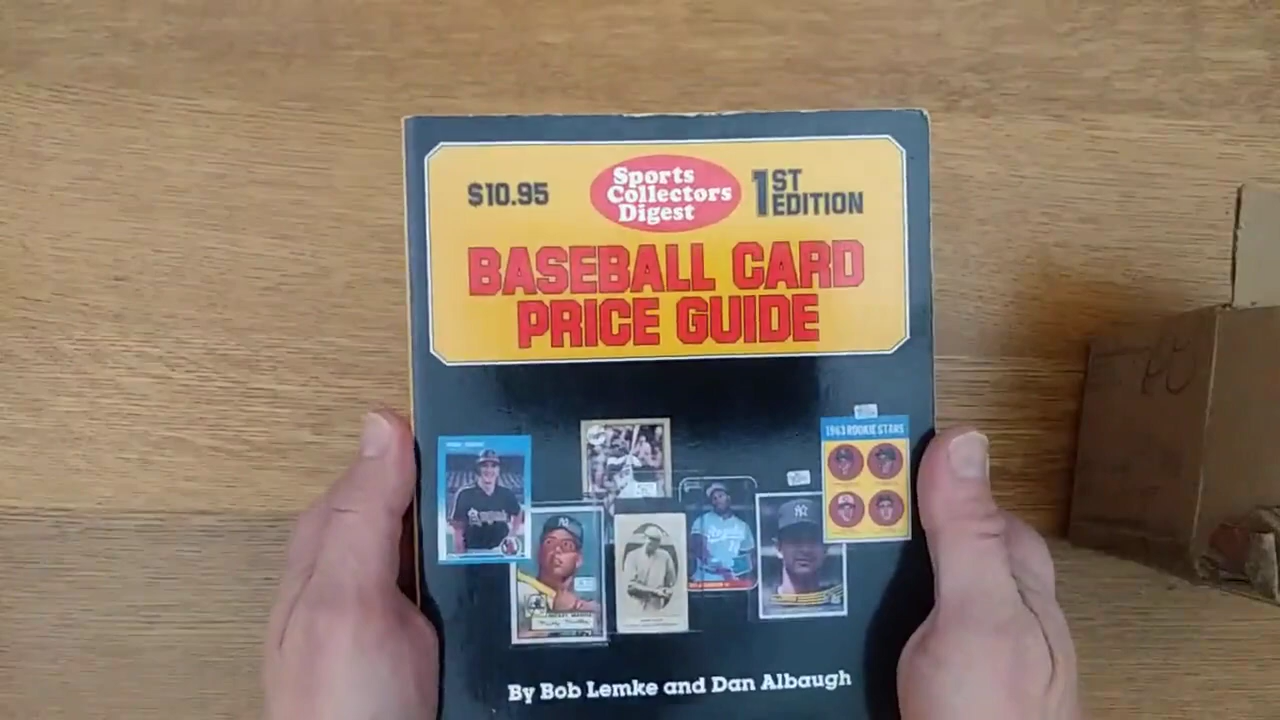 $10.95
Sports
Collectors
Digest
1ST
EDITION
BASEBALL CARD
PRICE GUIDE
1963 ROOKIE STARS
By Bob Lemke and Dan Albaugh